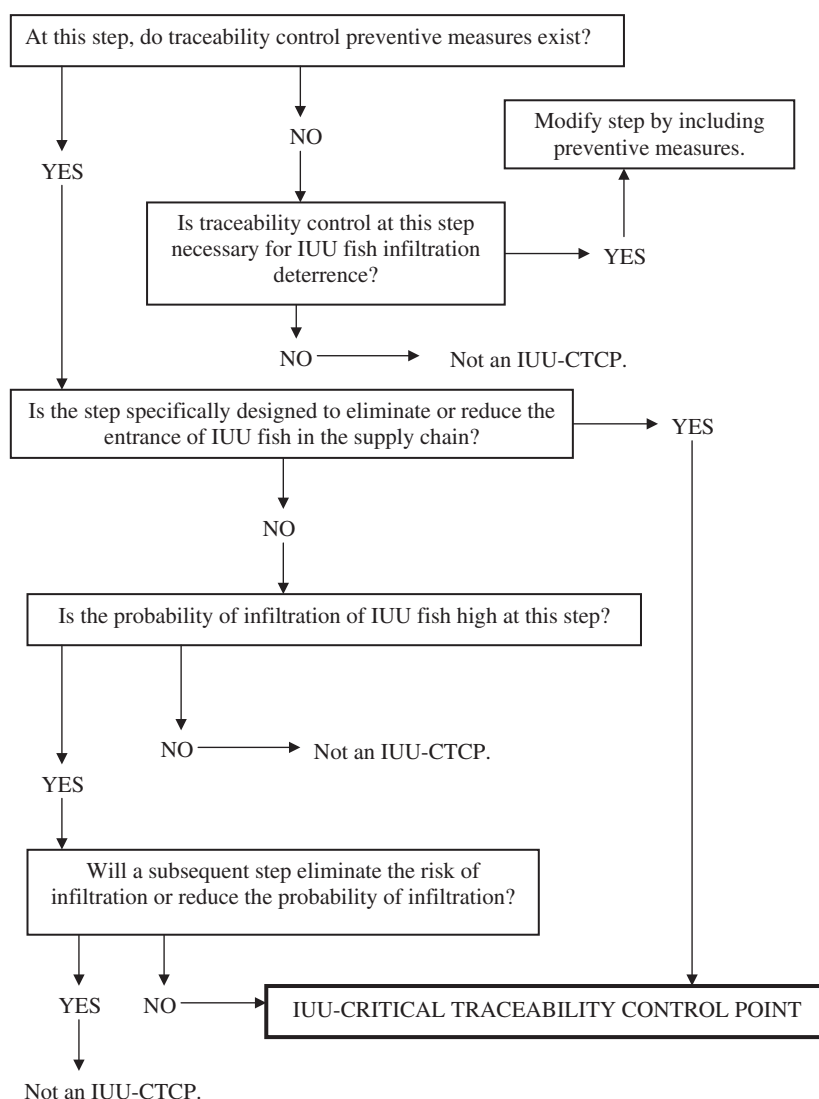 At this step, do traceability control preventive measures exist?
NO
YES
Modify step by including
preventive measures.
Is traceability control at this step
necessary for IUU fish infiltration
deterrence?
YES
NO
Not an IUU-CTCP.
Is the step specifically designed to eliminate or reduce the
entrance of IUU fish in the supply chain?
YES
NO
Is the probability of infiltration of IUU fish high at this step?
NO
Not an IUU-CTCP.
YES
Will a subsequent step eliminate the risk of
infiltration or reduce the probability of infiltration?
YES
NO
IUU-CRITICAL TRACEABILITY CONTROL POINT
Not an IUU-CTCP.